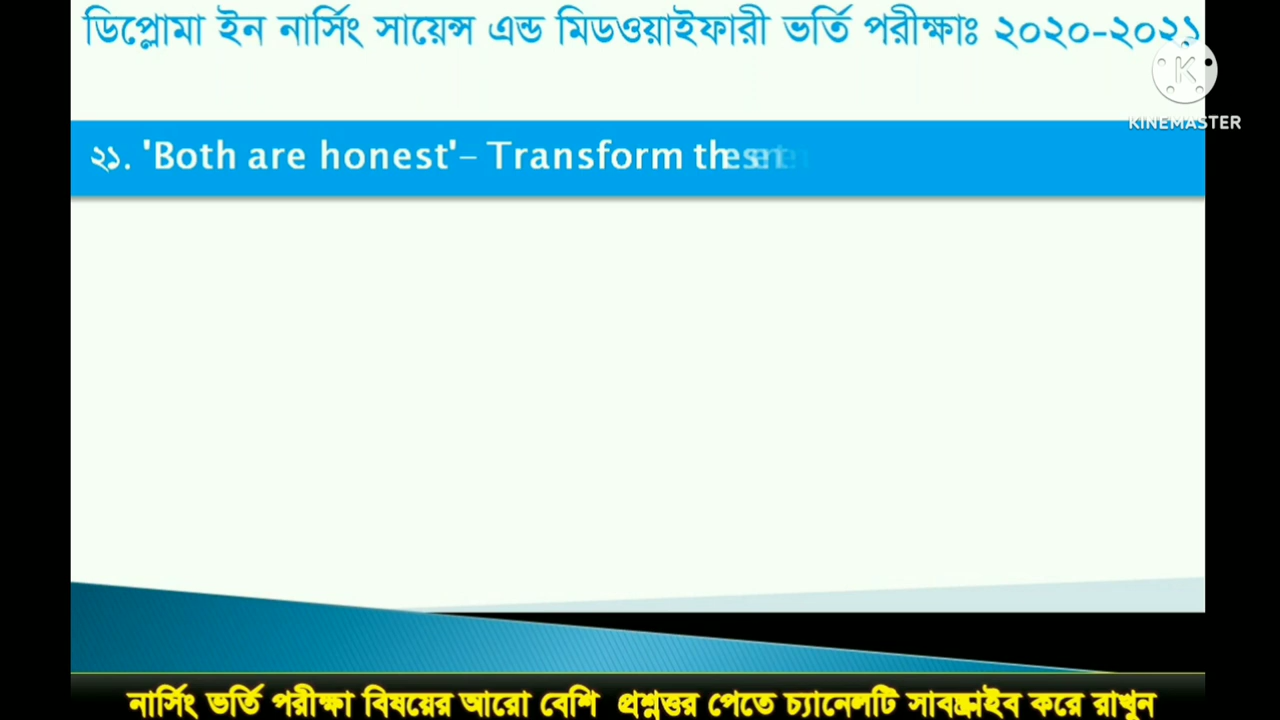 ডিপ্লোমা ইন নার্সিং সায়েন্স এন্ড মিডওয়াইফারী ভর্তি পরীক্ষাঃ ২০২০-২০২১
KINEMASTER
২১. 'Both are honest'- Transform the
নার্সিং ভর্তি পরীক্ষা বিষয়ের আরো বেশি প্রশ্নত্তর পেতে চ্যানেলটি সাবস্ক্রাইব করে রাখুন